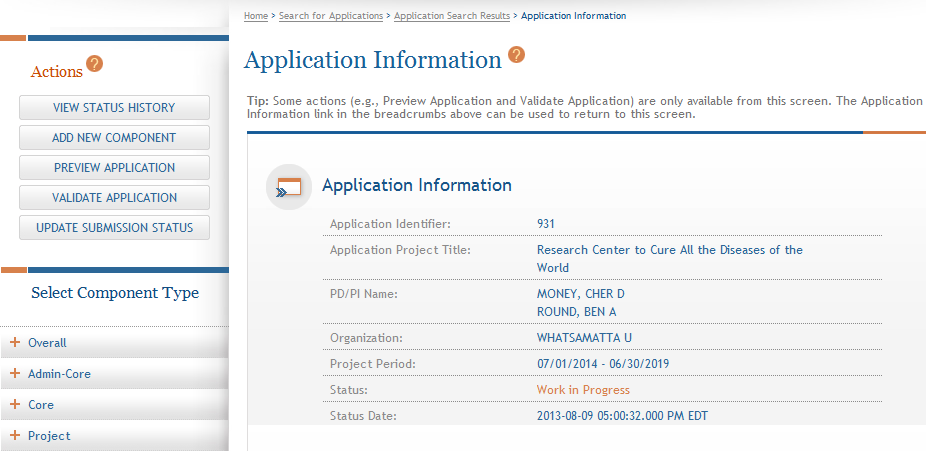 Home > Search for Applications > Application Search Results > Application Information
Actions ?
VIEW STATUS HISTORY
ADD NEW COMPONENT
PREVIEW APPLICATION
VALIDATE APPLICATION
UPDATE SUBMISSION STATUS
Select Component Type
+ Overall
+ Admin-Core
+ Core
+ Project
Application Information ?
Tip: Some actions (e.g., Preview Application and Validate Application) are only available from this screen. The Application
Information link in the breadcrumbs above can be used to return to this screen.
Application Information
Application Identifier: 931
Application Project Title: Research Center to Cure All the Diseases of the
World
PD/PI Name: MONEY, CHER D
ROUND, BEN A
Organization: WHATSAMATTA U
Project Period: 07/01/2014 - 06/30/2019
Status: Work in Progress
Status Date: 2013-08-09 05:00:32.000 PM EDT